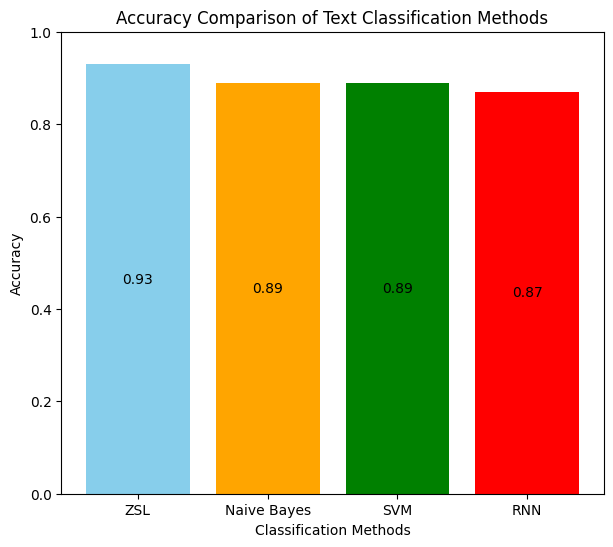 Accuracy Comparison of Text Classification Methods
1.0
0.8
0.6
0.4
0.2
0.0
Accuracy
0.93
0.89
0.89
0.87
ZSL
Naive Bayes
SVM
RNN
Classification Methods